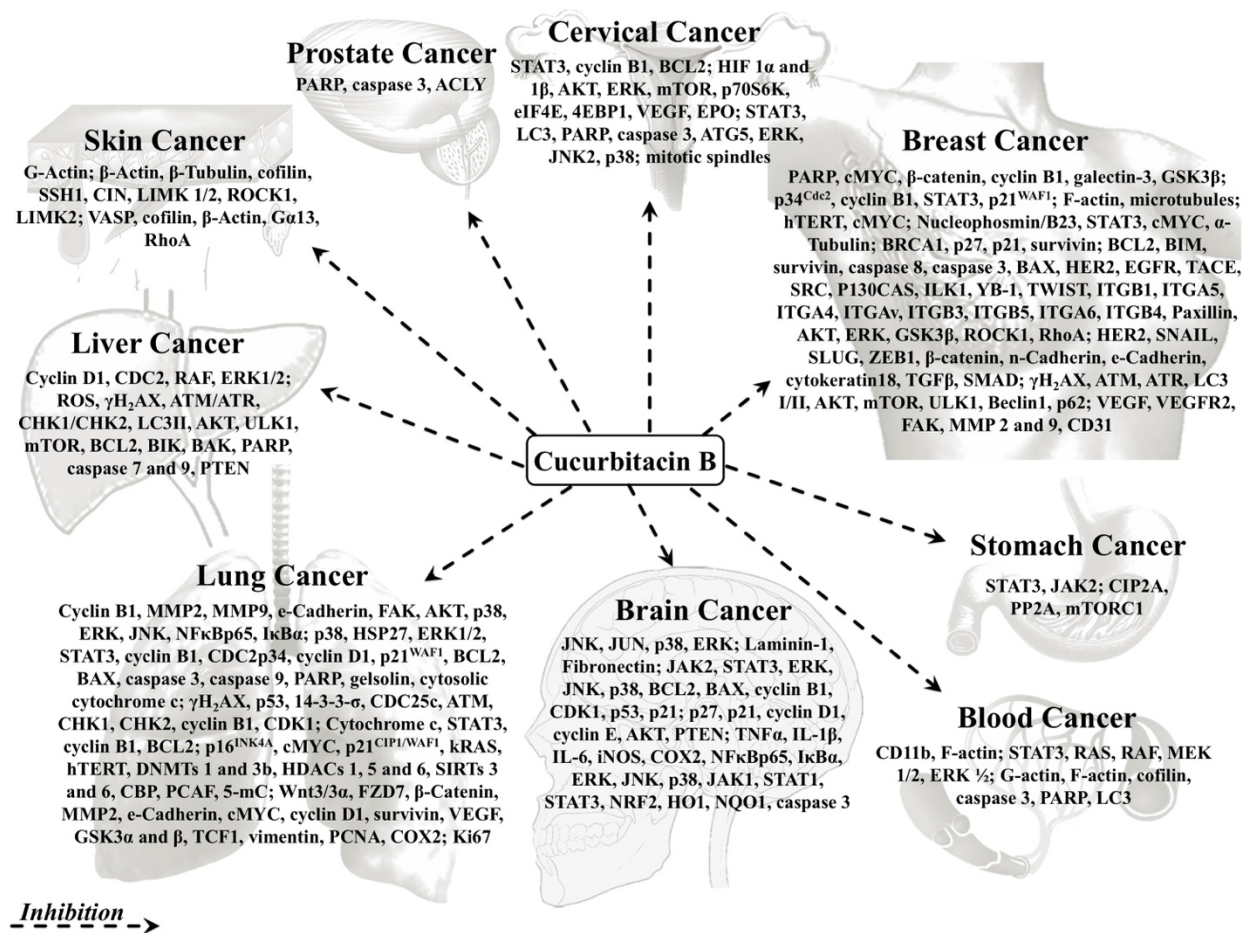 Prostate Cancer
PARP, caspase 3, ACLY
Cervical Cancer
STAT3, cyclin B1, BCL2; HIF 1α and
1β, AKT, ERK, mTOR, p70S6K,
eIF4E, 4EBP1, VEGF, EPO; STAT3,
LC3, PARP, caspase 3, ATG5, ERK,
JNK2, p38; mitotic spindles
Skin Cancer
G-Actin; β-Actin, β-Tubulin, cofilin,
SSH1, CIN, LIMK 1/2, ROCK1,
LIMK2; VASP, cofilin, β-Actin, Gα13,
RhoA
Breast Cancer
PARP, cMYC, β-catenin, cyclin B1, galectin-3, GSK3β;
p34Cdc2, cyclin B1, STAT3, p21WAF1; F-actin, microtubules;
hTERT, cMYC; Nucleophosmin/B23, STAT3, cMYC, α-
Tubulin; BRCA1, p27, p21, survivin; BCL2, BIM,
survivin, caspase 8, caspase 3, BAX, HER2, EGFR, TACE,
SRC, P130CAS, ILK1, YB-1, TWIST, ITGB1, ITGA5,
ITGA4, ITGAv, ITGB3, ITGB5, ITGA6, ITGB4, Paxillin,
AKT, ERK, GSK3β, ROCK1, RhoA; HER2, SNAIL,
SLUG, ZEB1, β-catenin, n-Cadherin, e-Cadherin,
cytokeratin18, TGFβ, SMAD; γH₂AX, ATM, ATR, LC3
I/II, AKT, mTOR, ULK1, Beclin1, p62; VEGF, VEGFR2,
FAK, MMP 2 and 9, CD31
Liver Cancer
Cyclin D1, CDC2, RAF, ERK1/2;
ROS, γH₂AX, ATM/ATR,
CHK1/CHK2, LC3II, AKT, ULK1,
mTOR, BCL2, BIK, BAK, PARP,
caspase 7 and 9, PTEN
Cucurbitacin B
Stomach Cancer
STAT3, JAK2; CIP2A,
PP2A, mTORC1
Lung Cancer
Cyclin B1, MMP2, MMP9, e-Cadherin, FAK, AKT, p38,
ERK, JNK, NFκBp65, IκBα; p38, HSP27, ERK1/2,
STAT3, cyclin B1, CDC2p34, cyclin D1, p21WAF1, BCL2,
BAX, caspase 3, caspase 9, PARP, gelsolin, cytosolic
cytochrome c; γH₂AX, p53, 14-3-3-σ, CDC25c, ATM,
CHK1, CHK2, cyclin B1, CDK1; Cytochrome c, STAT3,
cyclin B1, BCL2; p16INK4A, cMYC, p21CIP1/WAF1, kRAS,
hTERT, DNMTs 1 and 3b, HDACs 1, 5 and 6, SIRTs 3
and 6, CBP, PCAF, 5-mC; Wnt3/3α, FZD7, β-Catenin,
MMP2, e-Cadherin, cMYC, cyclin D1, survivin, VEGF,
GSK3α and β, TCF1, vimentin, PCNA, COX2; Ki67
Brain Cancer
JNK, JUN, p38, ERK; Laminin-1,
Fibronectin; JAK2, STAT3, ERK,
JNK, p38, BCL2, BAX, cyclin B1,
CDK1, p53, p21; p27, p21, cyclin D1,
cyclin E, AKT, PTEN; TNFα, IL-1β,
IL-6, iNOS, COX2, NFκBp65, IκBα,
ERK, JNK, p38, JAK1, STAT1,
STAT3, NRF2, HO1, NQO1, caspase 3
Blood Cancer
CD11b, F-actin; STAT3, RAS, RAF, MEK
1/2, ERK ½; G-actin, F-actin, cofilin,
caspase 3, PARP, LC3
Inhibition